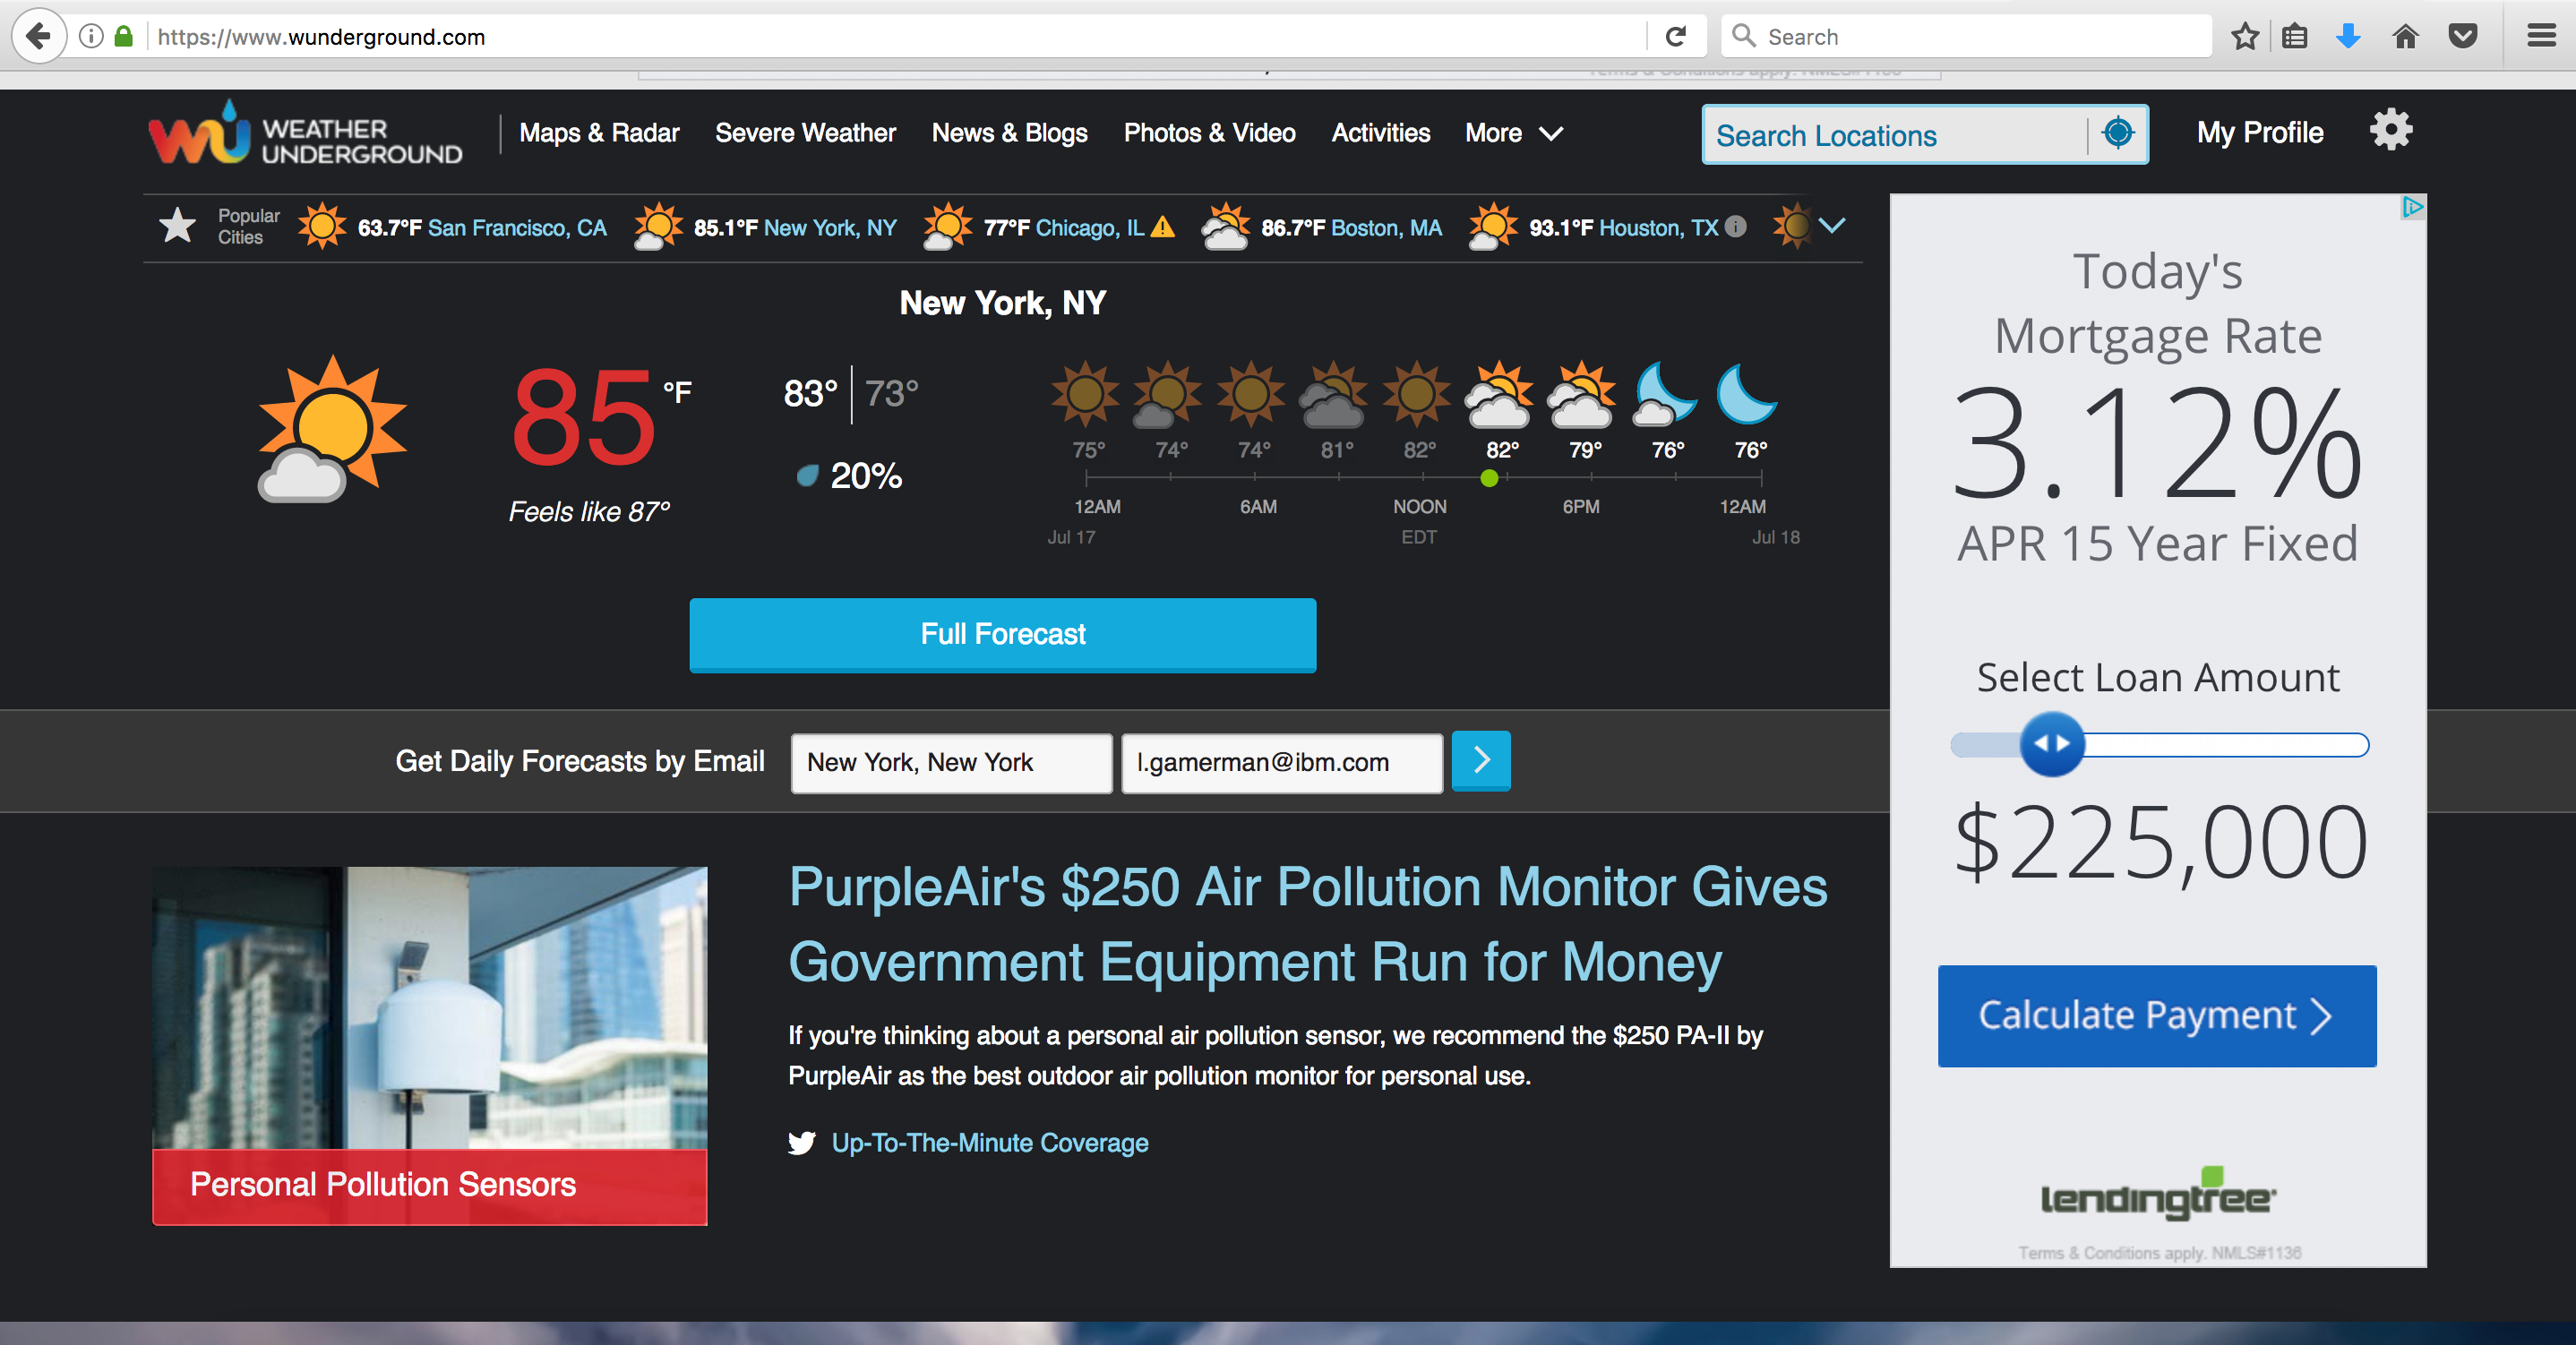 https://www.wunderground.com
Search
Terms & Conditions apply. NMLS#1136
WU WEATHER UNDERGROUND
Maps & Radar Severe Weather News & Blogs Photos & Video Activities More
Search Locations
My Profile
Popular Cities
63.7°F San Francisco, CA
85.1°F New York, NY
77°F Chicago, IL
86.7°F Boston, MA
93.1°F Houston, TX
New York, NY
85 °F
Feels like 87°
83° 73°
20%
75° 74° 74° 81° 82° 82° 79° 76° 76°
12AM 6AM NOON 6PM 12AM
Jul 17 EDT Jul 18
Full Forecast
Get Daily Forecasts by Email
New York, New York
l.gamerman@ibm.com
PurpleAir's $250 Air Pollution Monitor Gives
Government Equipment Run for Money
If you're thinking about a personal air pollution sensor, we recommend the $250 PA-II by
PurpleAir as the best outdoor air pollution monitor for personal use.
Up-To-The-Minute Coverage
Personal Pollution Sensors
Today's
Mortgage Rate
3.12%
APR 15 Year Fixed
Select Loan Amount
$225,000
Calculate Payment
lendingtree
Terms & Conditions apply. NMLS#1136